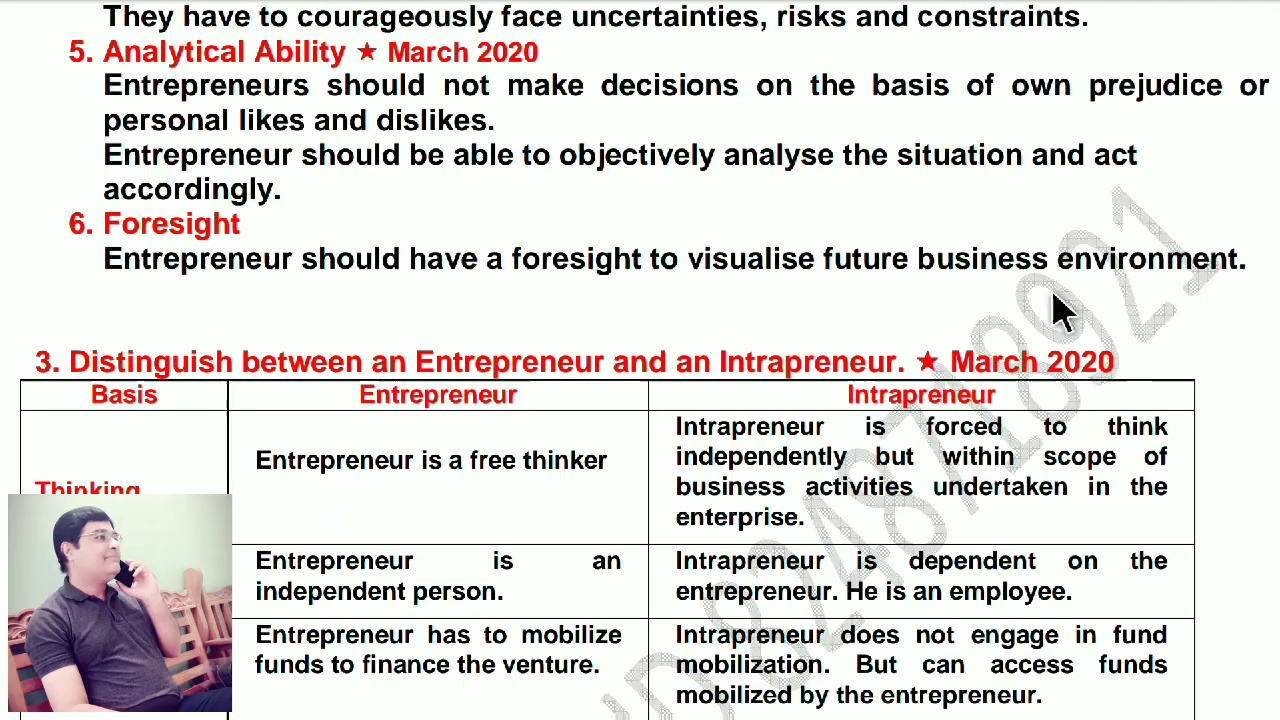 They have to courageously face uncertainties, risks and constraints.
5. Analytical Ability ★ March 2020
Entrepreneurs should not make decisions on the basis of own prejudice or
personal likes and dislikes.
Entrepreneur should be able to objectively analyse the situation and act
accordingly.
6. Foresight
Entrepreneur should have a foresight to visualise future business environment.
3. Distinguish between an Entrepreneur and an Intrapreneur. ★ March 2020
Basis Entrepreneur Intrapreneur
Thinking
Entrepreneur is a free thinker
Intrapreneur is forced to think
independently but within scope of
business activities undertaken in the
enterprise.
Entrepreneur is an
independent person.
Intrapreneur is dependent on the
entrepreneur. He is an employee.
Entrepreneur has to mobilize
funds to finance the venture.
Intrapreneur does not engage in fund
mobilization. But can access funds
mobilized by the entrepreneur.